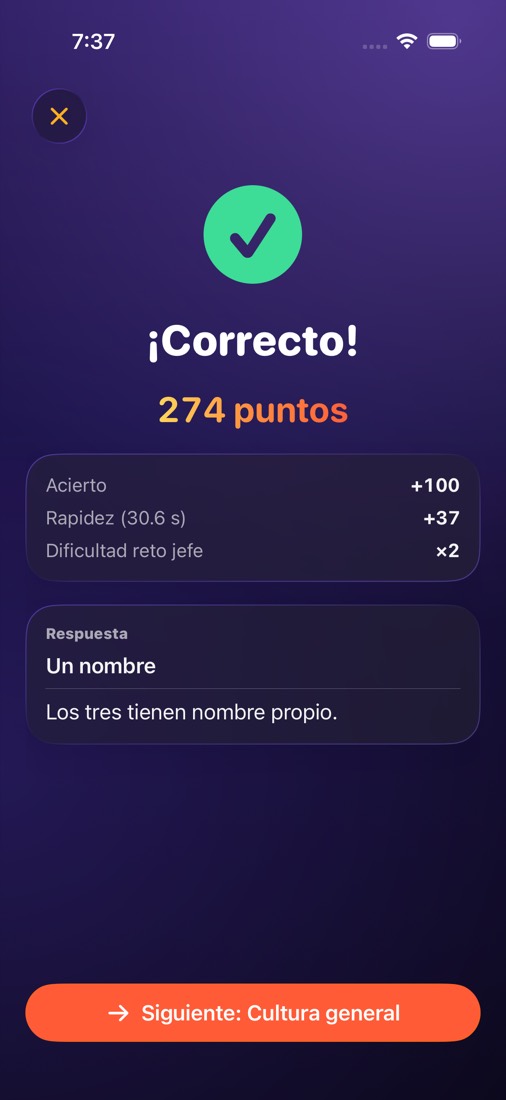 7:37
¡Correcto!
274 puntos
Acierto +100
Rapidez (30.6 s) +37
Dificultad reto jefe ×2
Respuesta
Un nombre
Los tres tienen nombre propio.
→ Siguiente: Cultura general